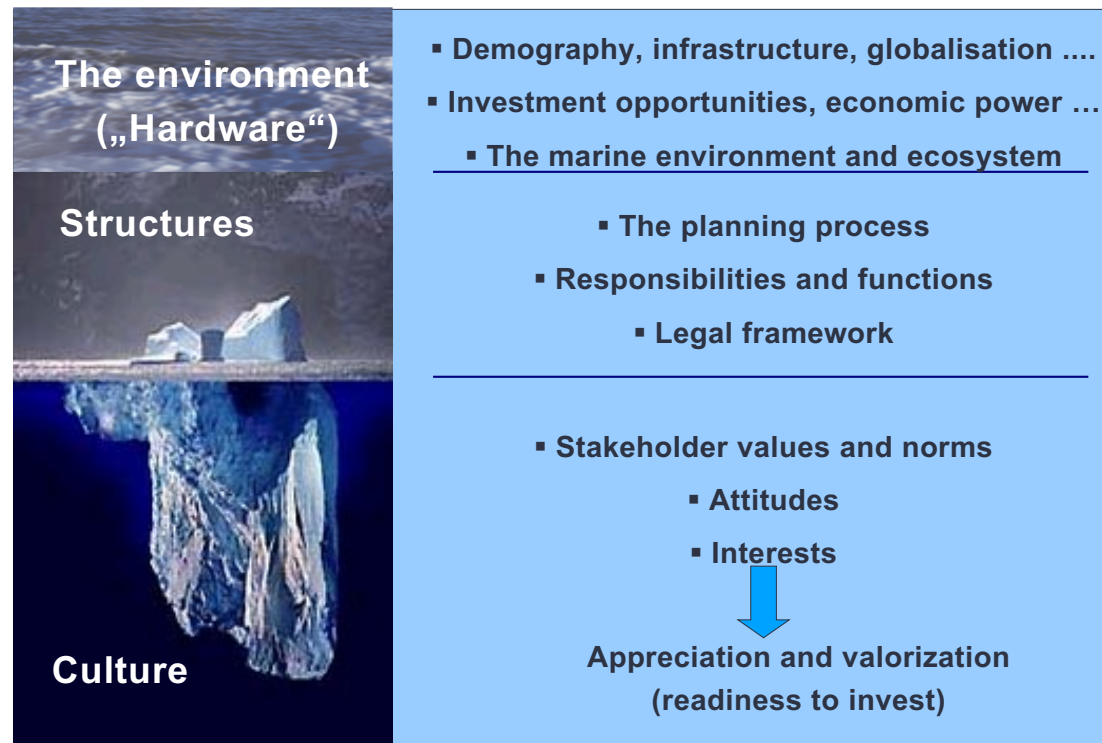 The environment
(„Hardware“)
▪ Demography, infrastructure, globalisation ....
▪ Investment opportunities, economic power …
▪ The marine environment and ecosystem
Structures
▪ The planning process
▪ Responsibilities and functions
▪ Legal framework
▪ Stakeholder values and norms
▪ Attitudes
▪ Interests
Culture
Appreciation and valorization
(readiness to invest)